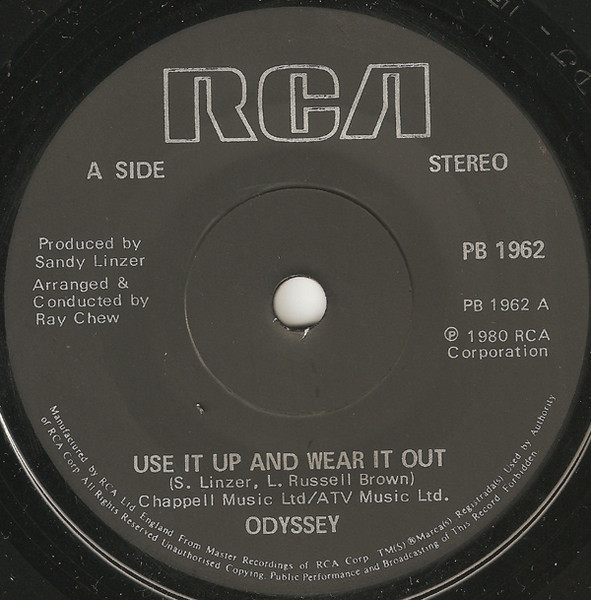 RCA
A SIDE
STEREO
Produced by
Sandy Linzer
Arranged &
Conducted by
Ray Chew
PB 1962
PB 1962 A
℗ 1980 RCA
Corporation
USE IT UP AND WEAR IT OUT
(S. Linzer, L. Russell Brown)
Chappell Music Ltd/ATV Music Ltd.
ODYSSEY
Manufactured by RCA Ltd. England From Master Recordings of RCA Corp TM(S)®Marca(s) Registrada(s) Used by Authority
of RCA Corp All Rights Reserved Unauthorised Copying, Public Performance and Broadcasting of This Record Forbidden.